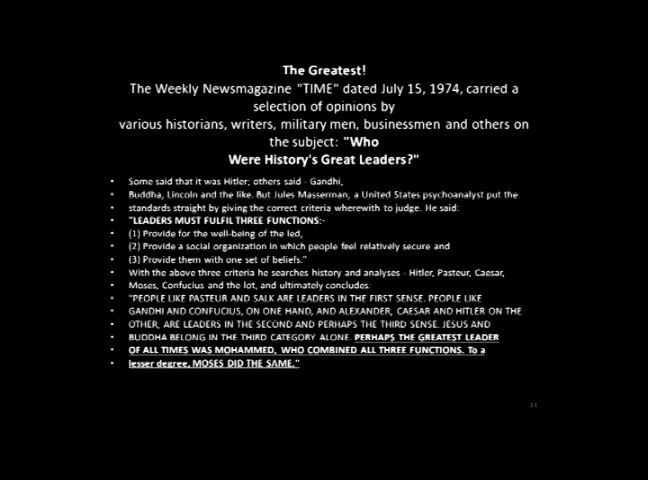 The Greatest!
The Weekly Newsmagazine "TIME" dated July 15, 1974, carried a
selection of opinions by
various historians, writers, military men, businessmen and others on
the subject: "Who
Were History's Great Leaders?"
• Some said that it was Hitler; others said - Gandhi,
• Buddha, Lincoln and the like. But Jules Masserman, a United States psychoanalyst put the
• standards straight by giving the correct criteria wherewith to judge. He said:
• "LEADERS MUST FULFIL THREE FUNCTIONS:-
• (1) Provide for the well-being of the led,
• (2) Provide a social organization in which people feel relatively secure and
• (3) Provide them with one set of beliefs."
• With the above three criteria he searches history and analyses - Hitler, Pasteur, Caesar,
• Moses, Confucius and the lot, and ultimately concludes:
• "PEOPLE LIKE PASTEUR AND SALK ARE LEADERS IN THE FIRST SENSE. PEOPLE LIKE
• GANDHI AND CONFUCIUS, ON ONE HAND, AND ALEXANDER, CAESAR AND HITLER ON THE
• OTHER, ARE LEADERS IN THE SECOND AND PERHAPS THE THIRD SENSE. JESUS AND
• BUDDHA BELONG IN THE THIRD CATEGORY ALONE. PERHAPS THE GREATEST LEADER
• OF ALL TIMES WAS MOHAMMED, WHO COMBINED ALL THREE FUNCTIONS. To a
• lesser degree, MOSES DID THE SAME."
11